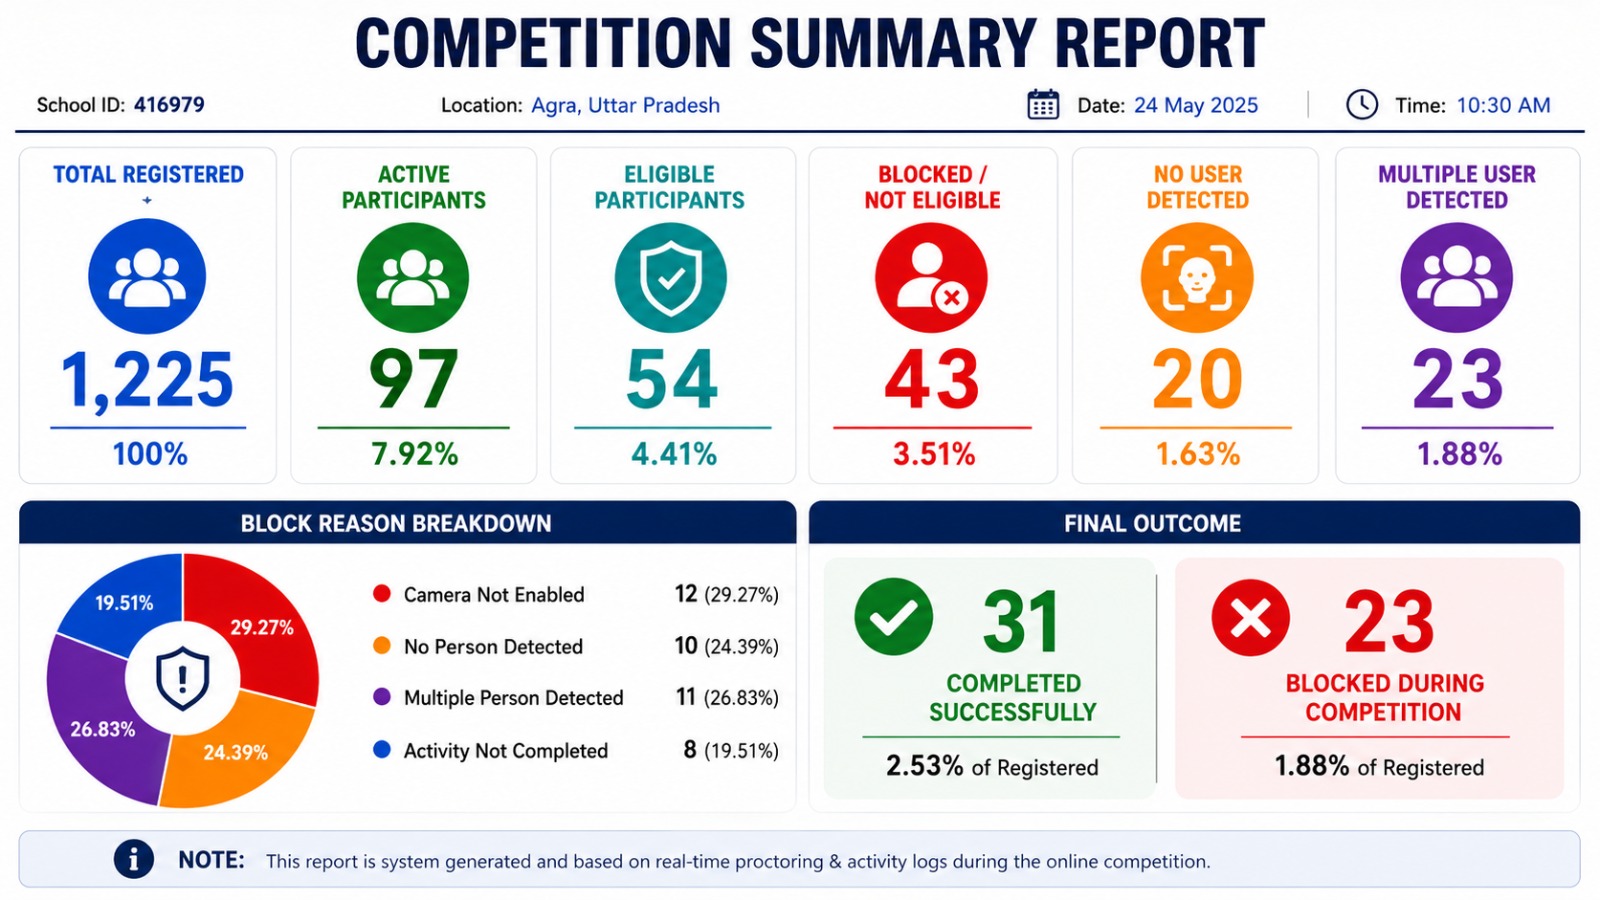 COMPETITION SUMMARY REPORT
School ID: 416979
Location: Agra, Uttar Pradesh
Date: 24 May 2025
Time: 10:30 AM
TOTAL REGISTERED
1,225
100%
ACTIVE
PARTICIPANTS
97
7.92%
ELIGIBLE
PARTICIPANTS
54
4.41%
BLOCKED /
NOT ELIGIBLE
43
3.51%
NO USER
DETECTED
20
1.63%
MULTIPLE USER
DETECTED
23
1.88%
BLOCK REASON BREAKDOWN
19.51%
29.27%
26.83%
24.39%
Camera Not Enabled 12 (29.27%)
No Person Detected 10 (24.39%)
Multiple Person Detected 11 (26.83%)
Activity Not Completed 8 (19.51%)
FINAL OUTCOME
31
COMPLETED
SUCCESSFULLY
2.53% of Registered
23
BLOCKED DURING
COMPETITION
1.88% of Registered
NOTE: This report is system generated and based on real-time proctoring & activity logs during the online competition.